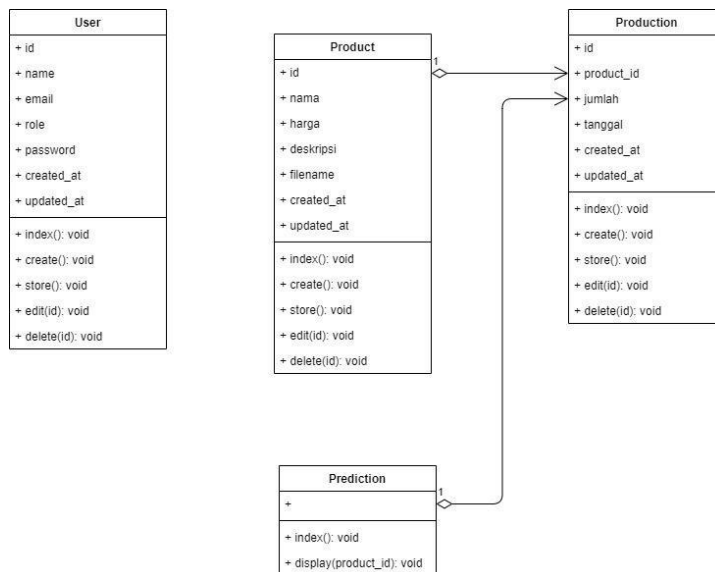 User
+ id
+ name
+ email
+ role
+ password
+ created_at
+ updated_at
+ index(): void
+ create(): void
+ store(): void
+ edit(id): void
+ delete(id): void
Product
+ id
+ nama
+ harga
+ deskripsi
+ filename
+ created_at
+ updated_at
+ index(): void
+ create(): void
+ store(): void
+ edit(id): void
+ delete(id): void
1
Production
+ id
+ product_id
+ jumlah
+ tanggal
+ created_at
+ updated_at
+ index(): void
+ create(): void
+ store(): void
+ edit(id): void
+ delete(id): void
Prediction
+
+ index(): void
+ display(product_id): void
1